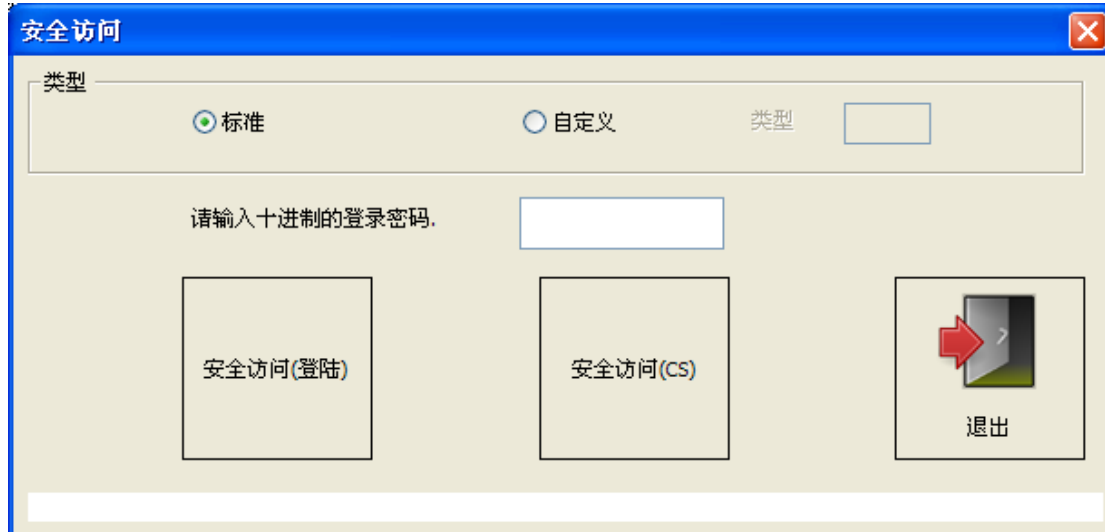 安全访问
类型
标准 自定义 类型
请输入十进制的登录密码.
安全访问(登陆) 安全访问(CS)
退出